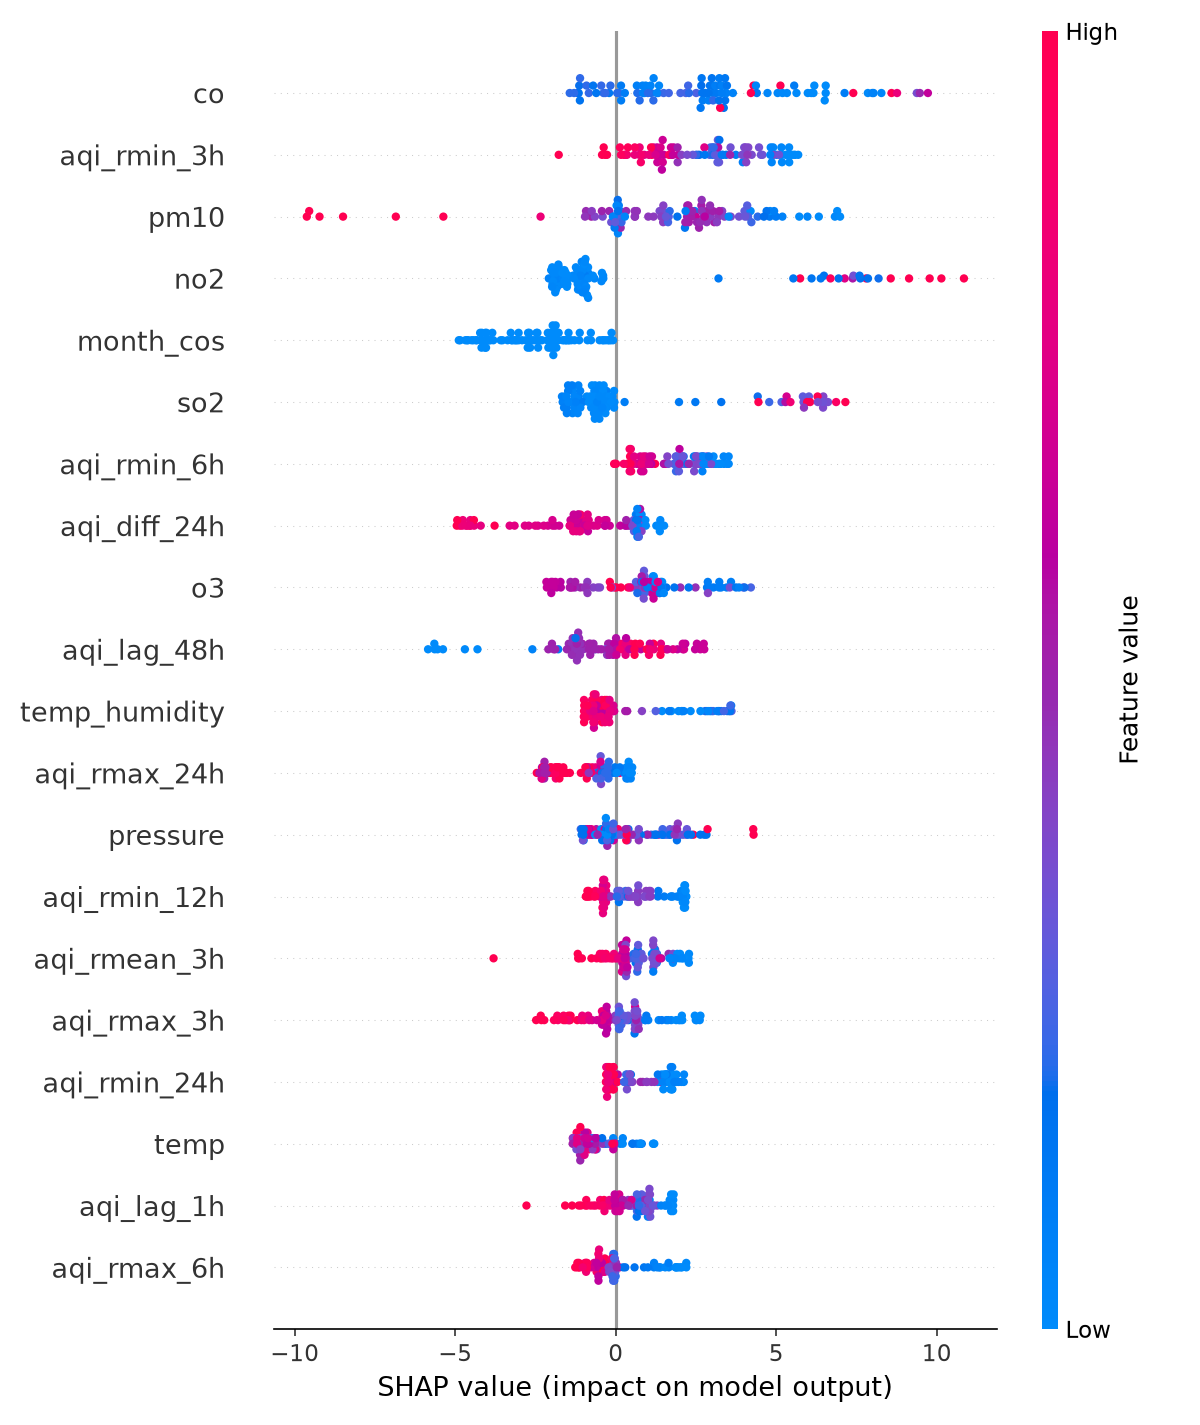 High
co
aqi_rmin_3h
pm10
no2
month_cos
so2
aqi_rmin_6h
aqi_diff_24h
o3
aqi_lag_48h
temp_humidity
aqi_rmax_24h
pressure
aqi_rmin_12h
aqi_rmean_3h
aqi_rmax_3h
aqi_rmin_24h
temp
aqi_lag_1h
aqi_rmax_6h
Feature value
Low
−10 −5 0 5 10
SHAP value (impact on model output)